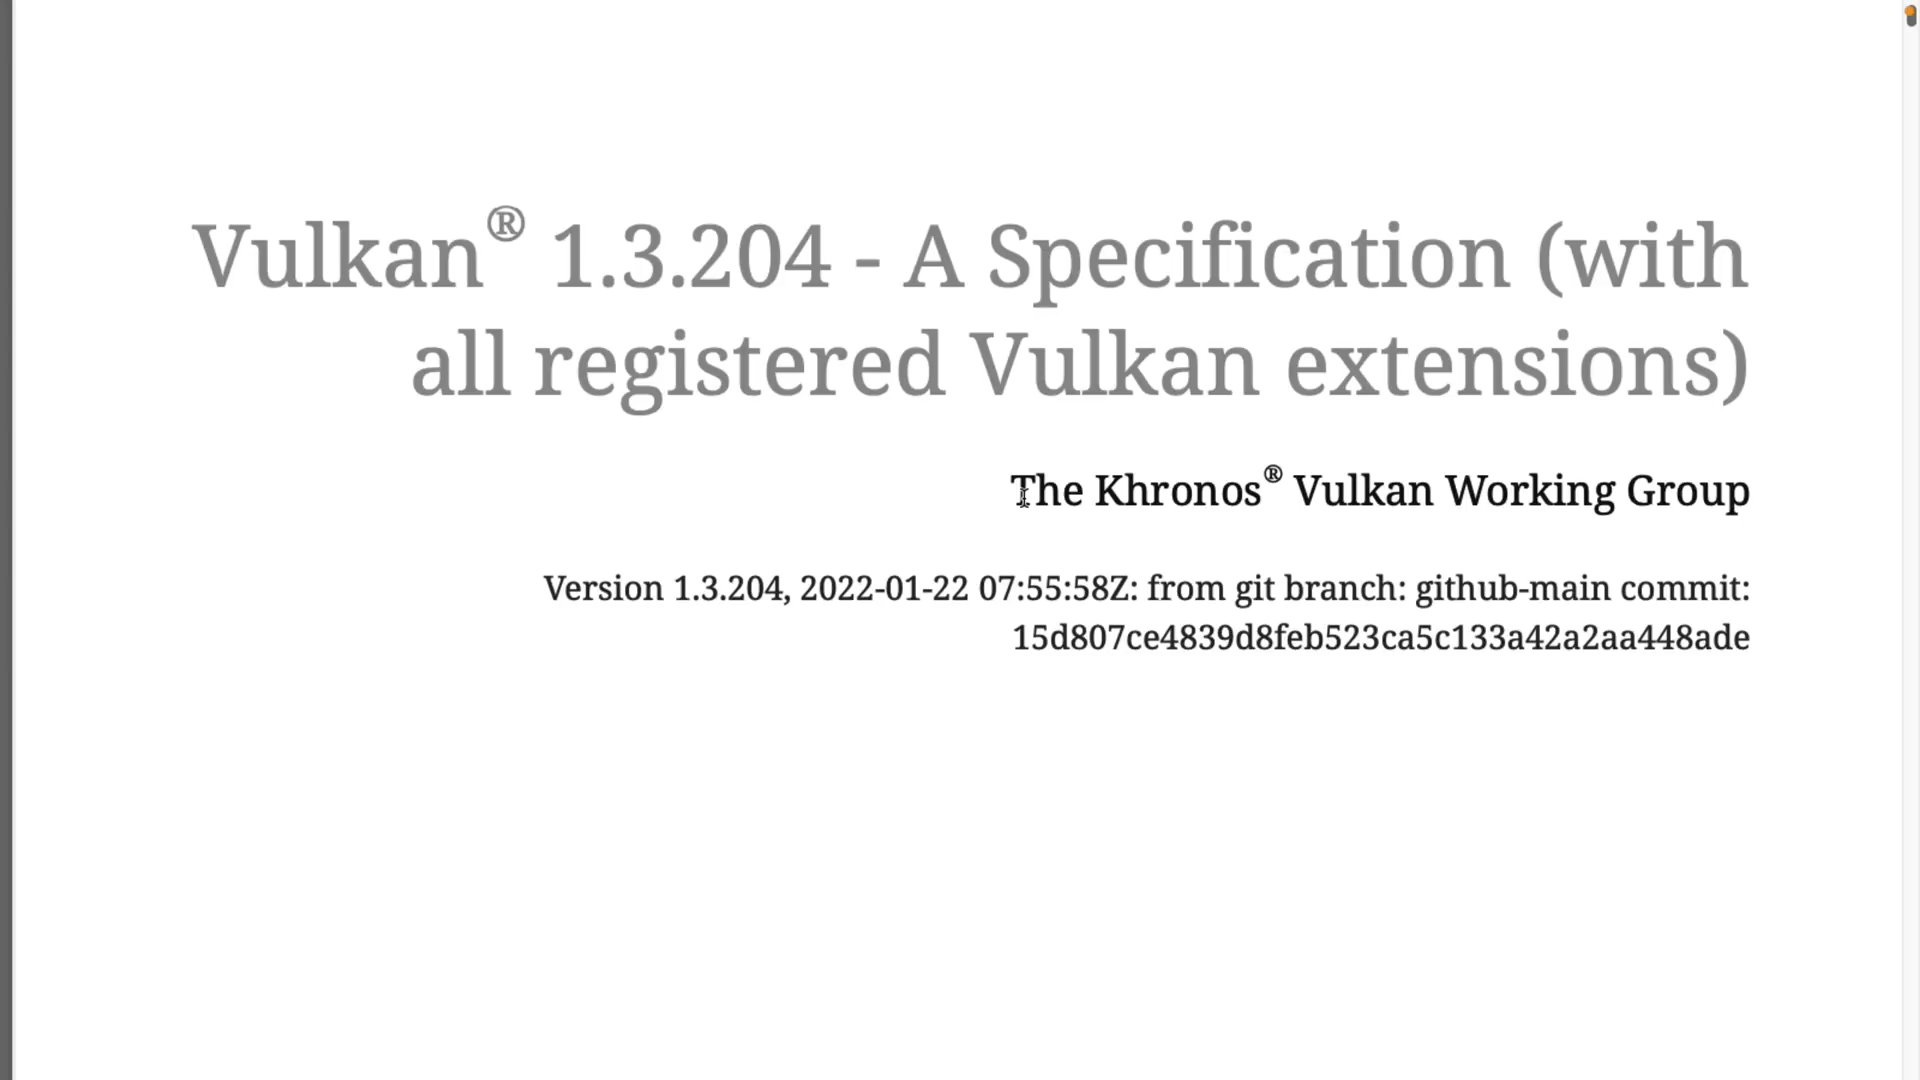 Vulkan® 1.3.204 - A Specification (with
all registered Vulkan extensions)
The Khronos® Vulkan Working Group
Version 1.3.204, 2022-01-22 07:55:58Z: from git branch: github-main commit:
15d807ce4839d8feb523ca5c133a42a2aa448ade